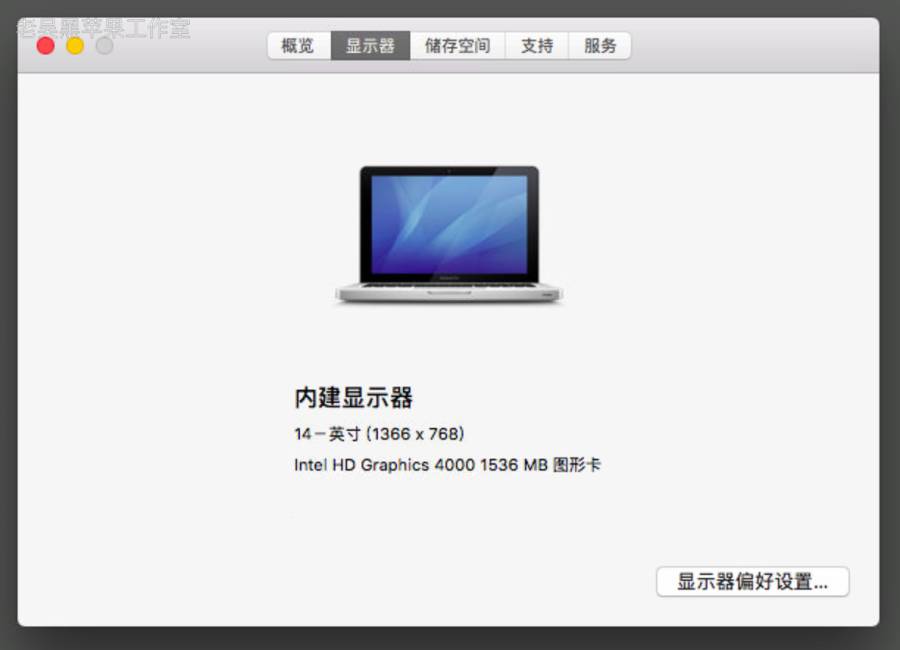 老吴黑苹果工作室
概览 显示器 储存空间 支持 服务
内建显示器
14－英寸 (1366 x 768)
Intel HD Graphics 4000 1536 MB 图形卡
显示器偏好设置...